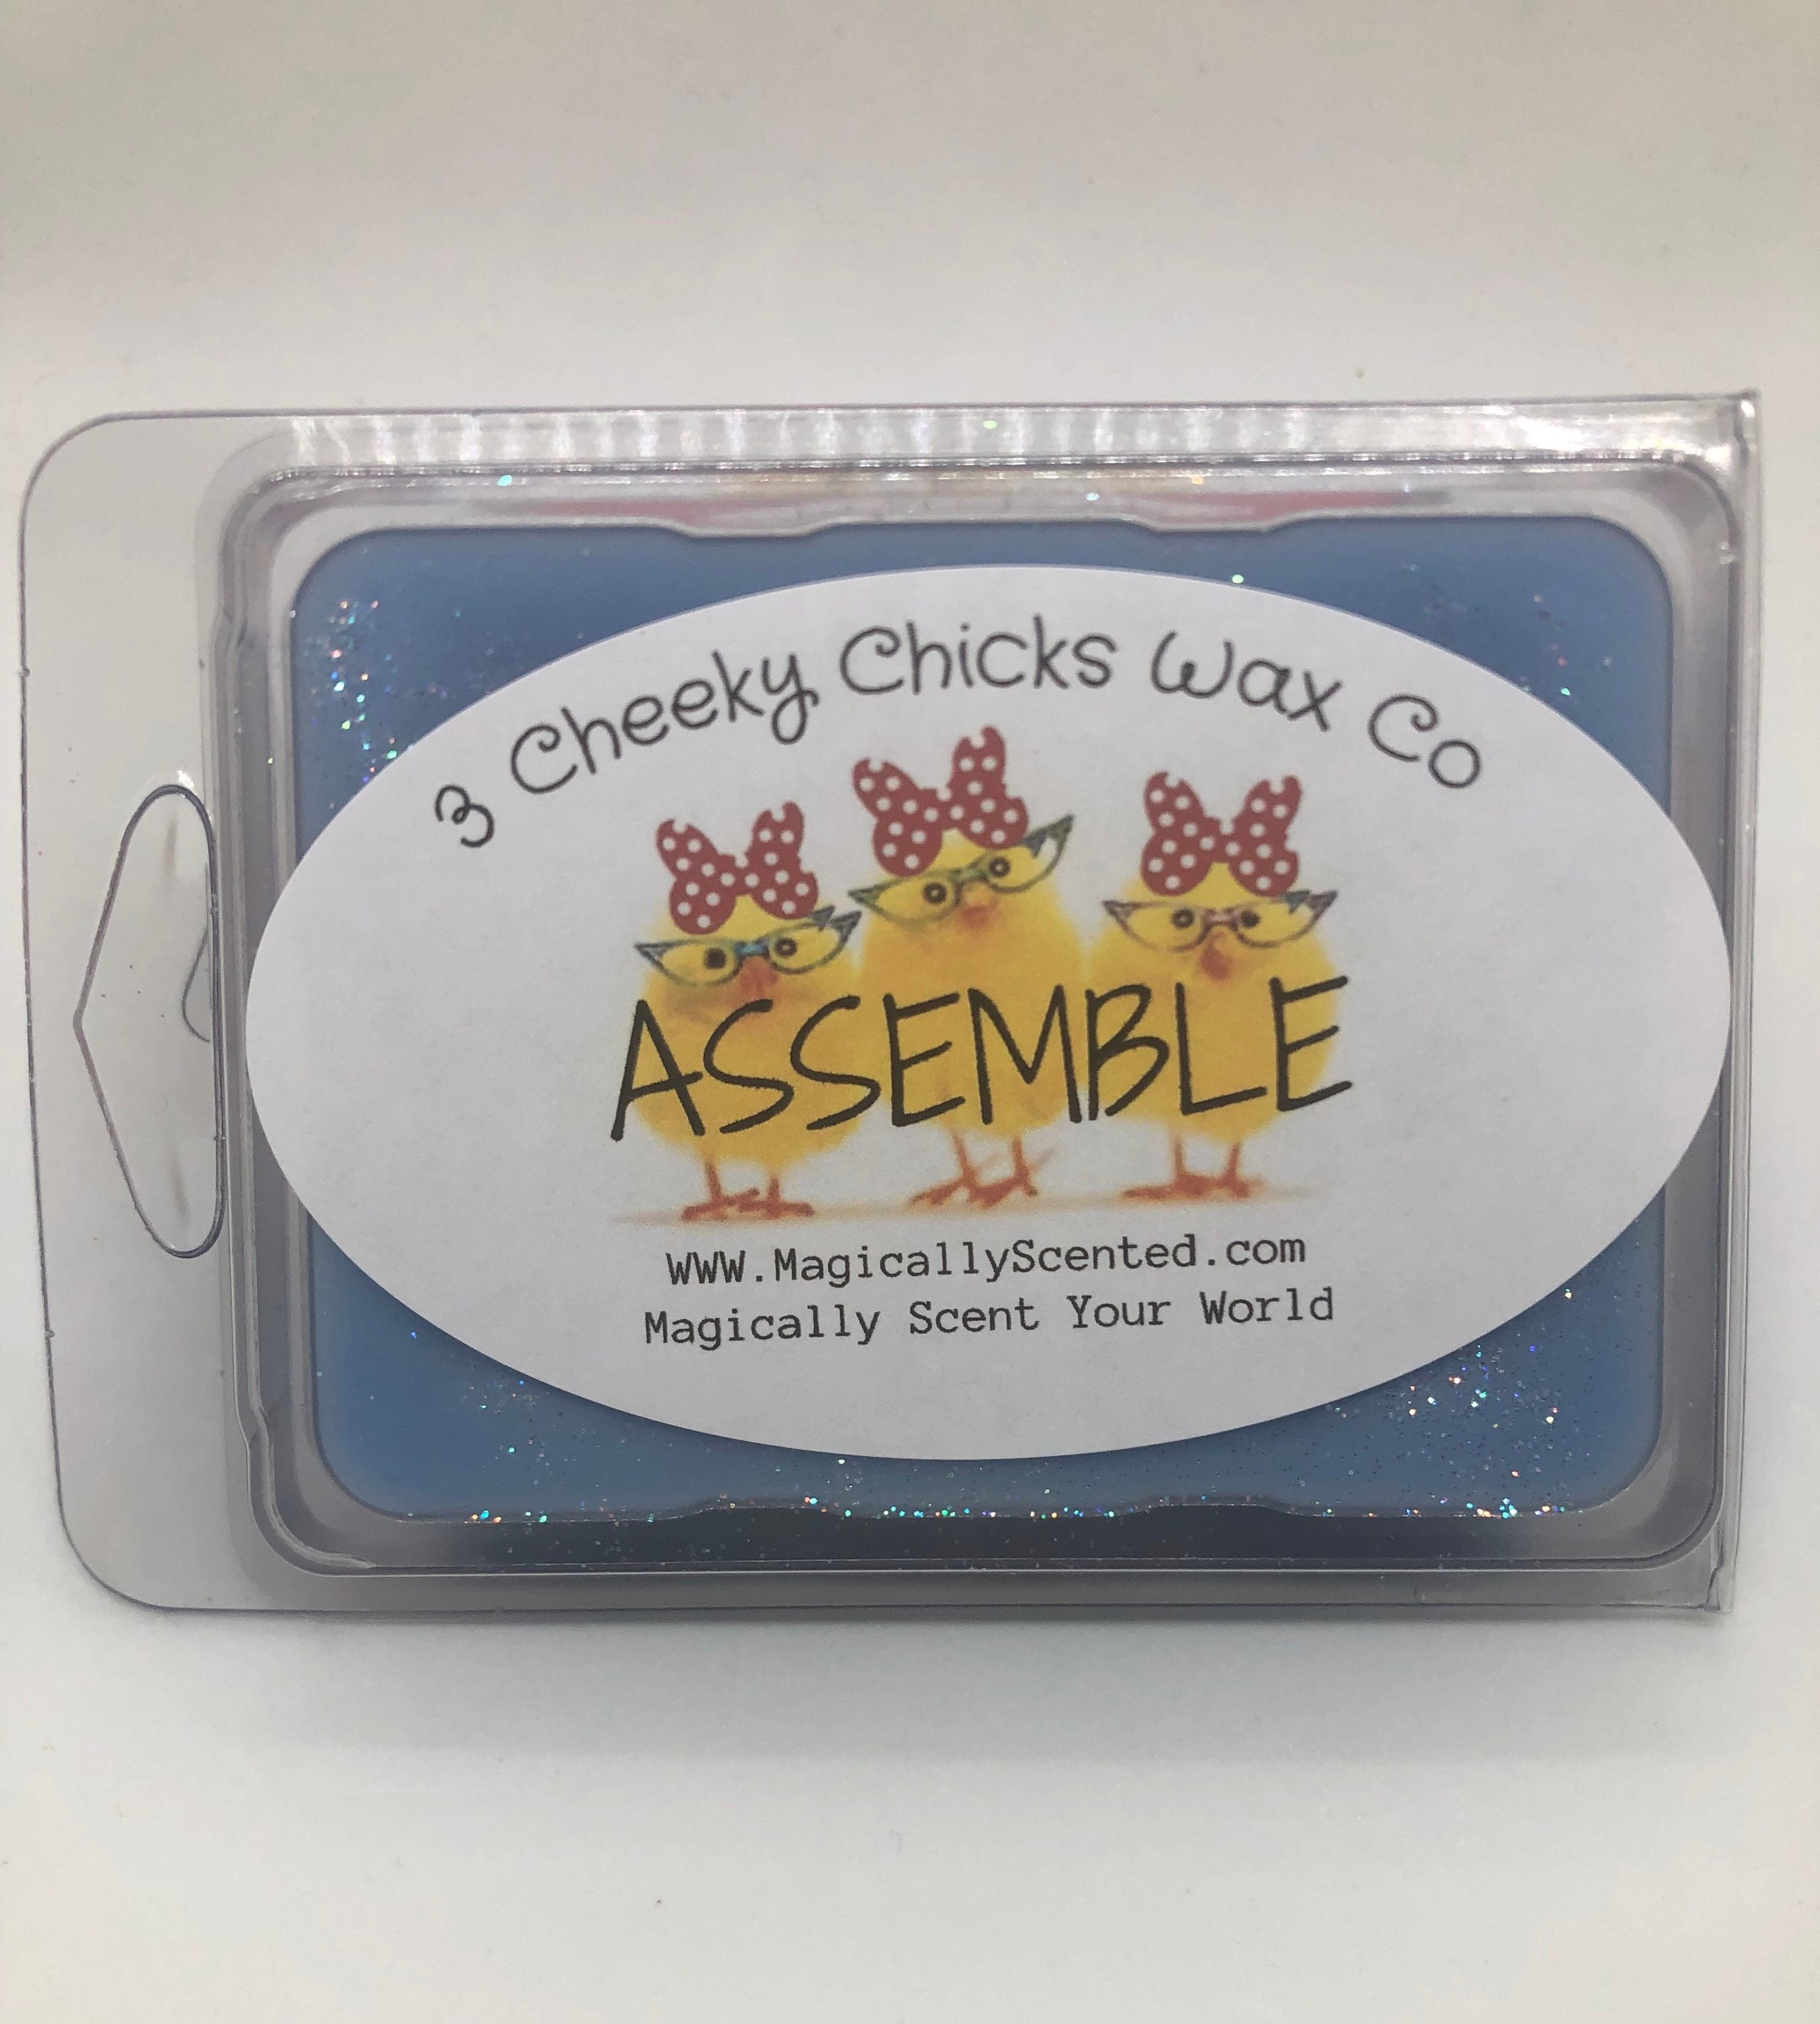 3 Cheeky Chicks Wax Co
ASSEMBLE
WWW.MagicallyScented.com
Magically Scent Your World